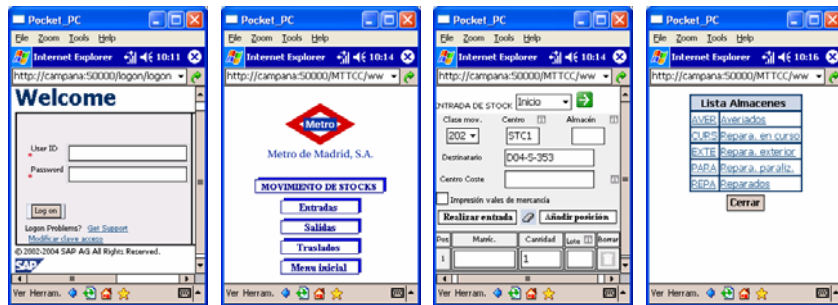 Pocket_PC
File Zoom Tools Help
Internet Explorer 10:11
http://campana:50000/logon/logon
Welcome
User ID
*
Password
*
Log on
Logon Problems? Get Support
Modificar clave acceso
© 2002-2004 SAP AG All Rights Reserved.
SAP
Ver Herram.
Pocket_PC
File Zoom Tools Help
Internet Explorer 10:14
http://campana:50000/MTTCC/ww
Metro
Metro de Madrid, S.A.
MOVIMIENTO DE STOCKS
Entradas
Salidas
Traslados
Menu inicial
Ver Herram.
Pocket_PC
File Zoom Tools Help
Internet Explorer 10:14
http://campana:50000/MTTCC/ww
ENTRADA DE STOCK Inicio
Clase mov. Centro Almacén
202 STC1
Destinatario D04-S-353
Centro Coste
Impresión vales de mercancía
Realizar entrada Añadir posición
Pos Matríc. Cantidad Lote Borrar
1 1
Ver Herram.
Pocket_PC
File Zoom Tools Help
Internet Explorer 10:16
http://campana:50000/MTTCC/ww
Lista Almacenes
AVER Averiados
CURS Repara. en curso
EXTE Repara. exterior
PARA Repara. paraliz.
REPA Reparados
Cerrar
Ver Herram.